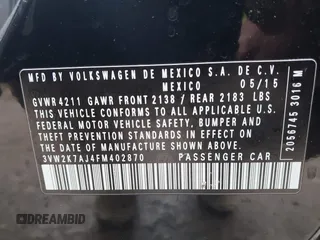 MFD. BY VOLKSWAGEN DE MEXICO S.A. DE C.V.
MEXICO 05/15
GVWR 4211 GAWR FRONT 2138 / REAR 2183 LBS
THIS VEHICLE CONFORMS TO ALL APPLICABLE U.S.
FEDERAL MOTOR VEHICLE SAFETY, BUMPER AND
THEFT PREVENTION STANDARDS IN EFFECT ON
THE DATE OF MANUFACTURE SHOWN ABOVE.
3VW2K7AJ4FM402870 PASSENGER CAR
2056745 3016 M
DREAMBID